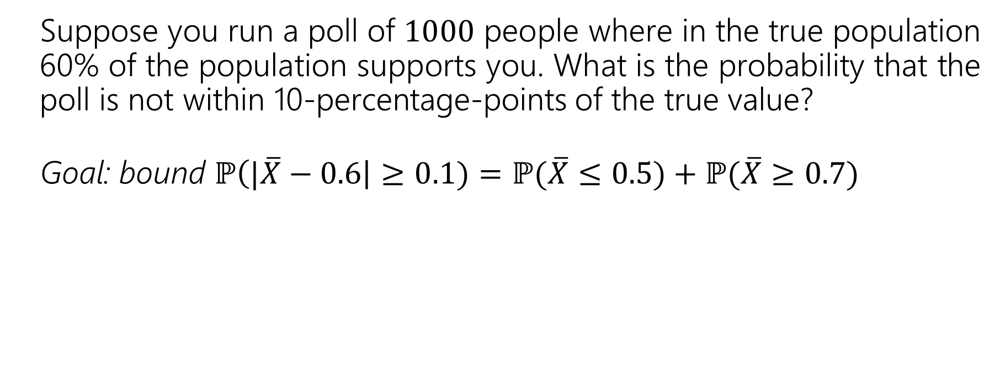 Suppose you run a poll of 1000 people where in the true population
60% of the population supports you. What is the probability that the
poll is not within 10-percentage-points of the true value?
Goal: bound ℙ(|X̅ − 0.6| ≥ 0.1) = ℙ(X̅ ≤ 0.5) + ℙ(X̅ ≥ 0.7)